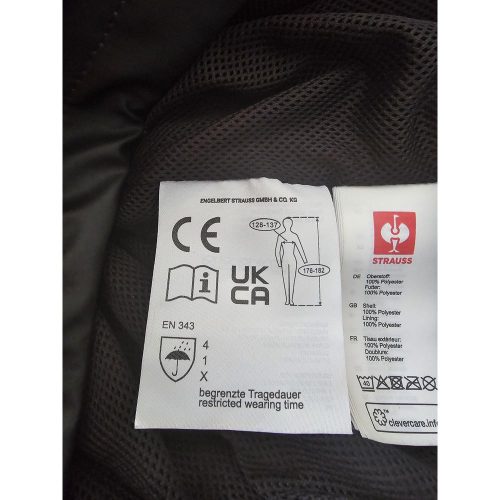 ENGELBERT STRAUSS GMBH & CO. KG
CE
126-137
176-182
i
UK
CA
EN 343
4
1
X
begrenzte Tragedauer
restricted wearing time
STRAUSS
DE Oberstoff:
100% Polyester
Futter:
100% Polyester
GB Shell:
100% Polyester
Lining:
100% Polyester
FR Tissu extérieur:
100% Polyester
Doublure:
100% Polyester
40
clevercare.info